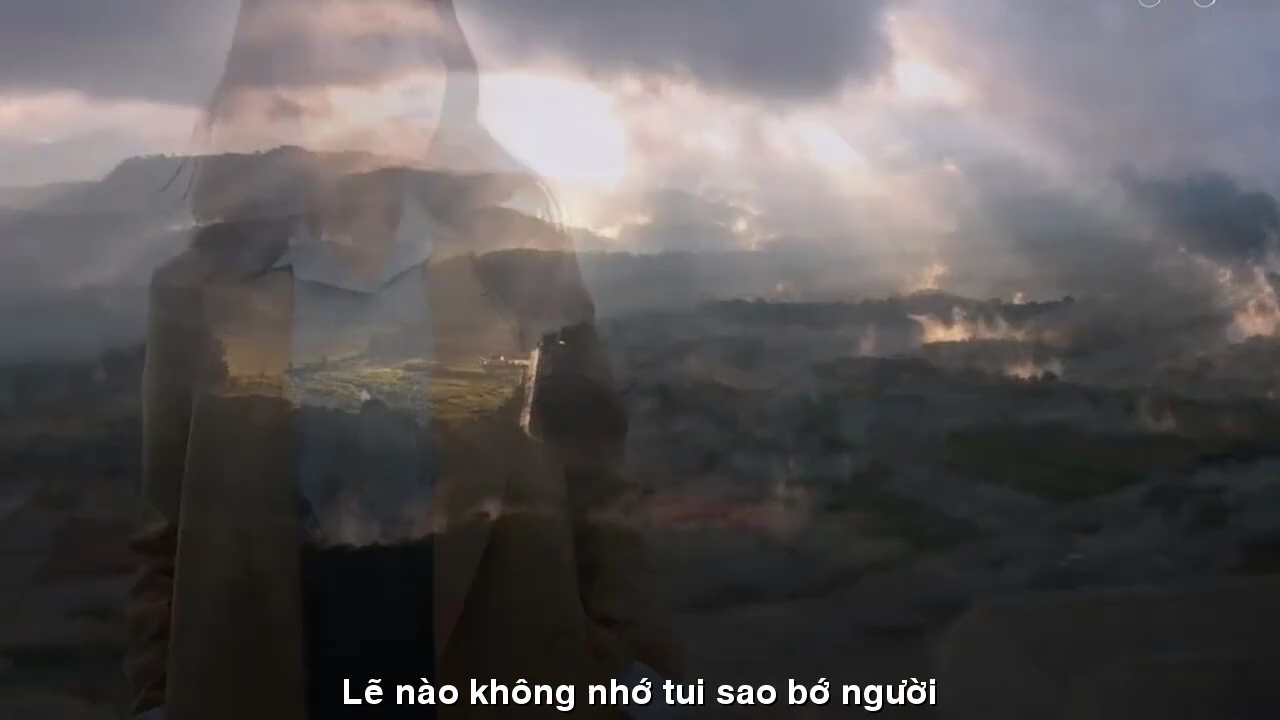 Lẽ nào không nhớ tui sao bớ người